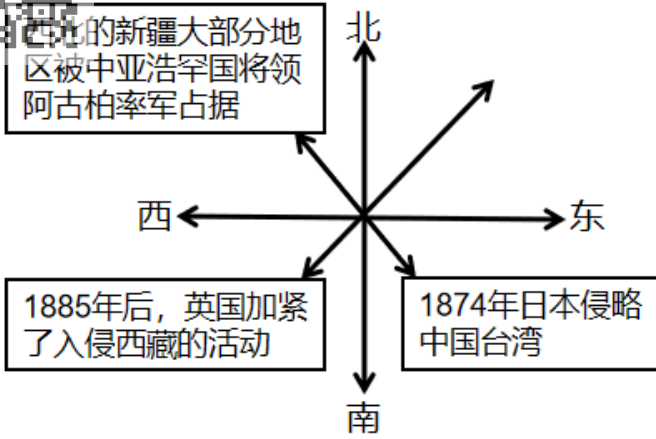 西北的新疆大部分地
区被中亚浩罕国将领
阿古柏率军占据
北
西
东
1885年后，英国加紧
了入侵西藏的活动
1874年日本侵略
中国台湾
南